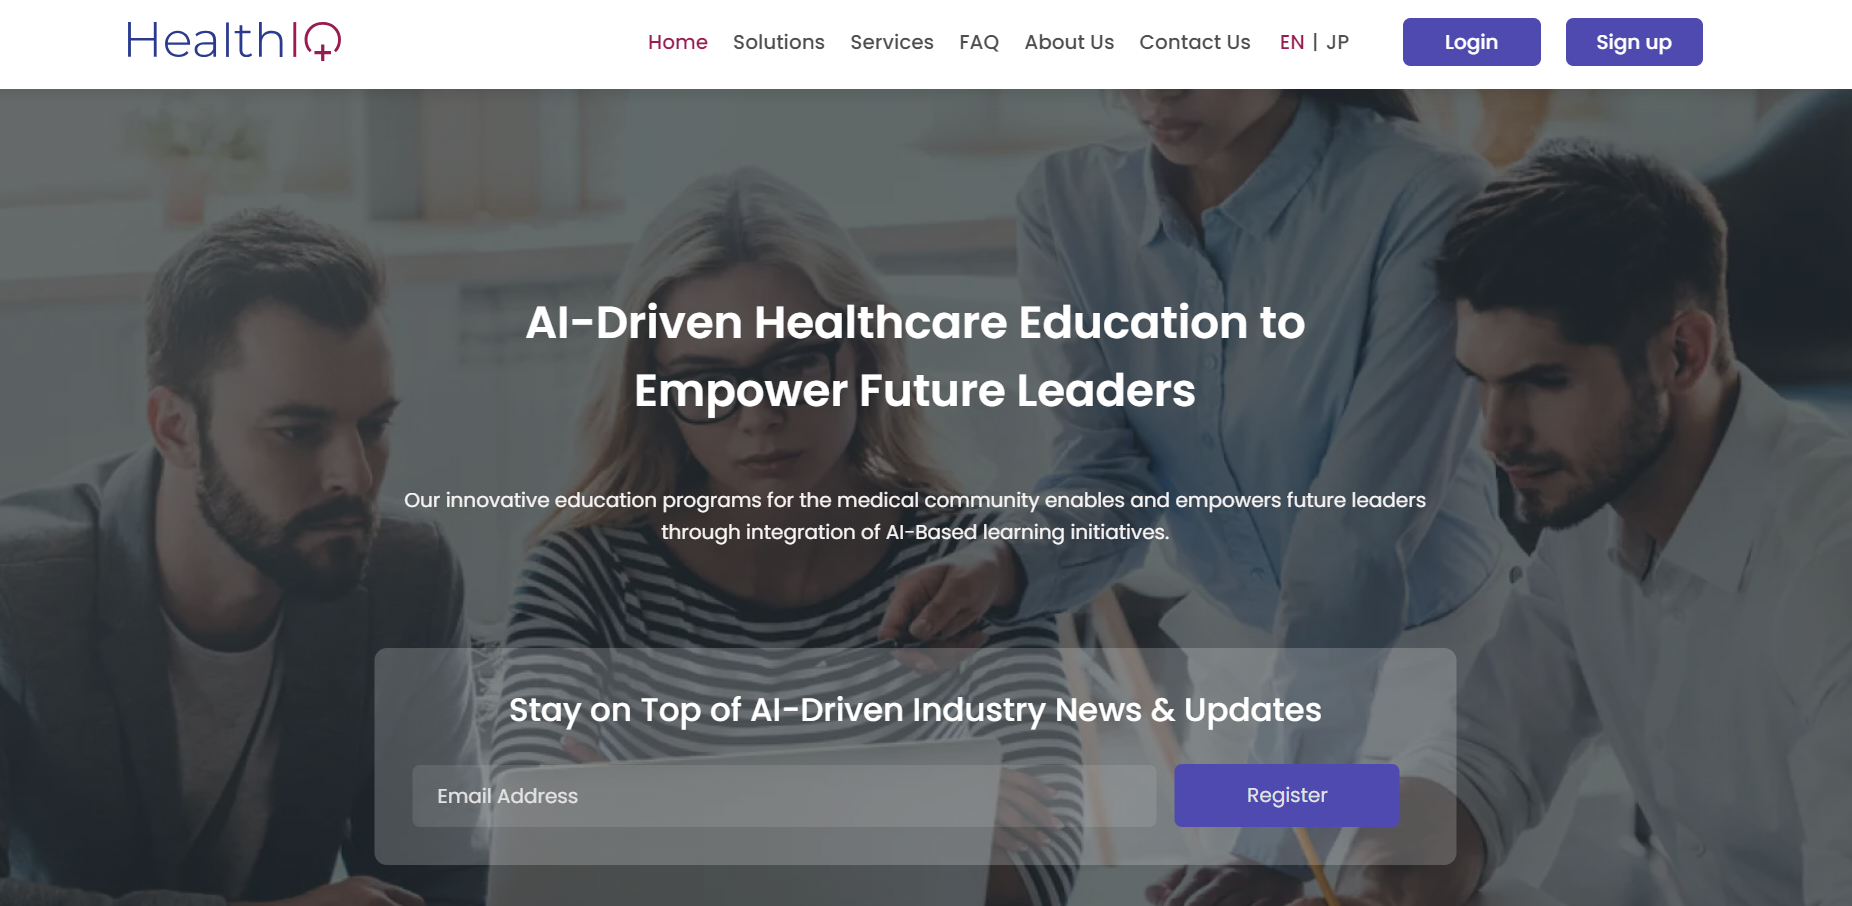 HealthIQ
Home Solutions Services FAQ About Us Contact Us EN | JP Login Sign up
AI-Driven Healthcare Education to
Empower Future Leaders
Our innovative education programs for the medical community enables and empowers future leaders
through integration of AI-Based learning initiatives.
Stay on Top of AI-Driven Industry News & Updates
Email Address Register